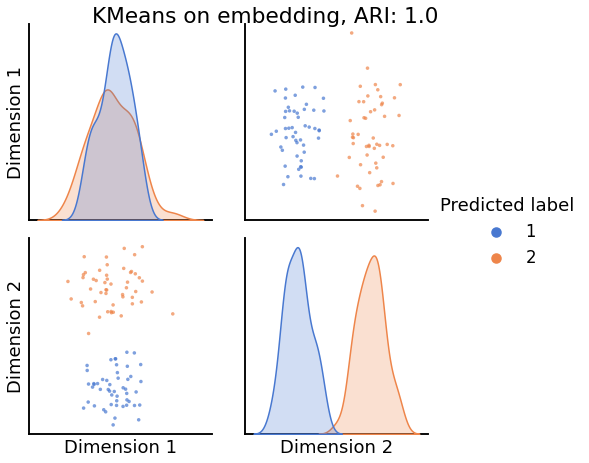 KMeans on embedding, ARI: 1.0
Dimension 1
Predicted label
1
2
Dimension 2
Dimension 1
Dimension 2